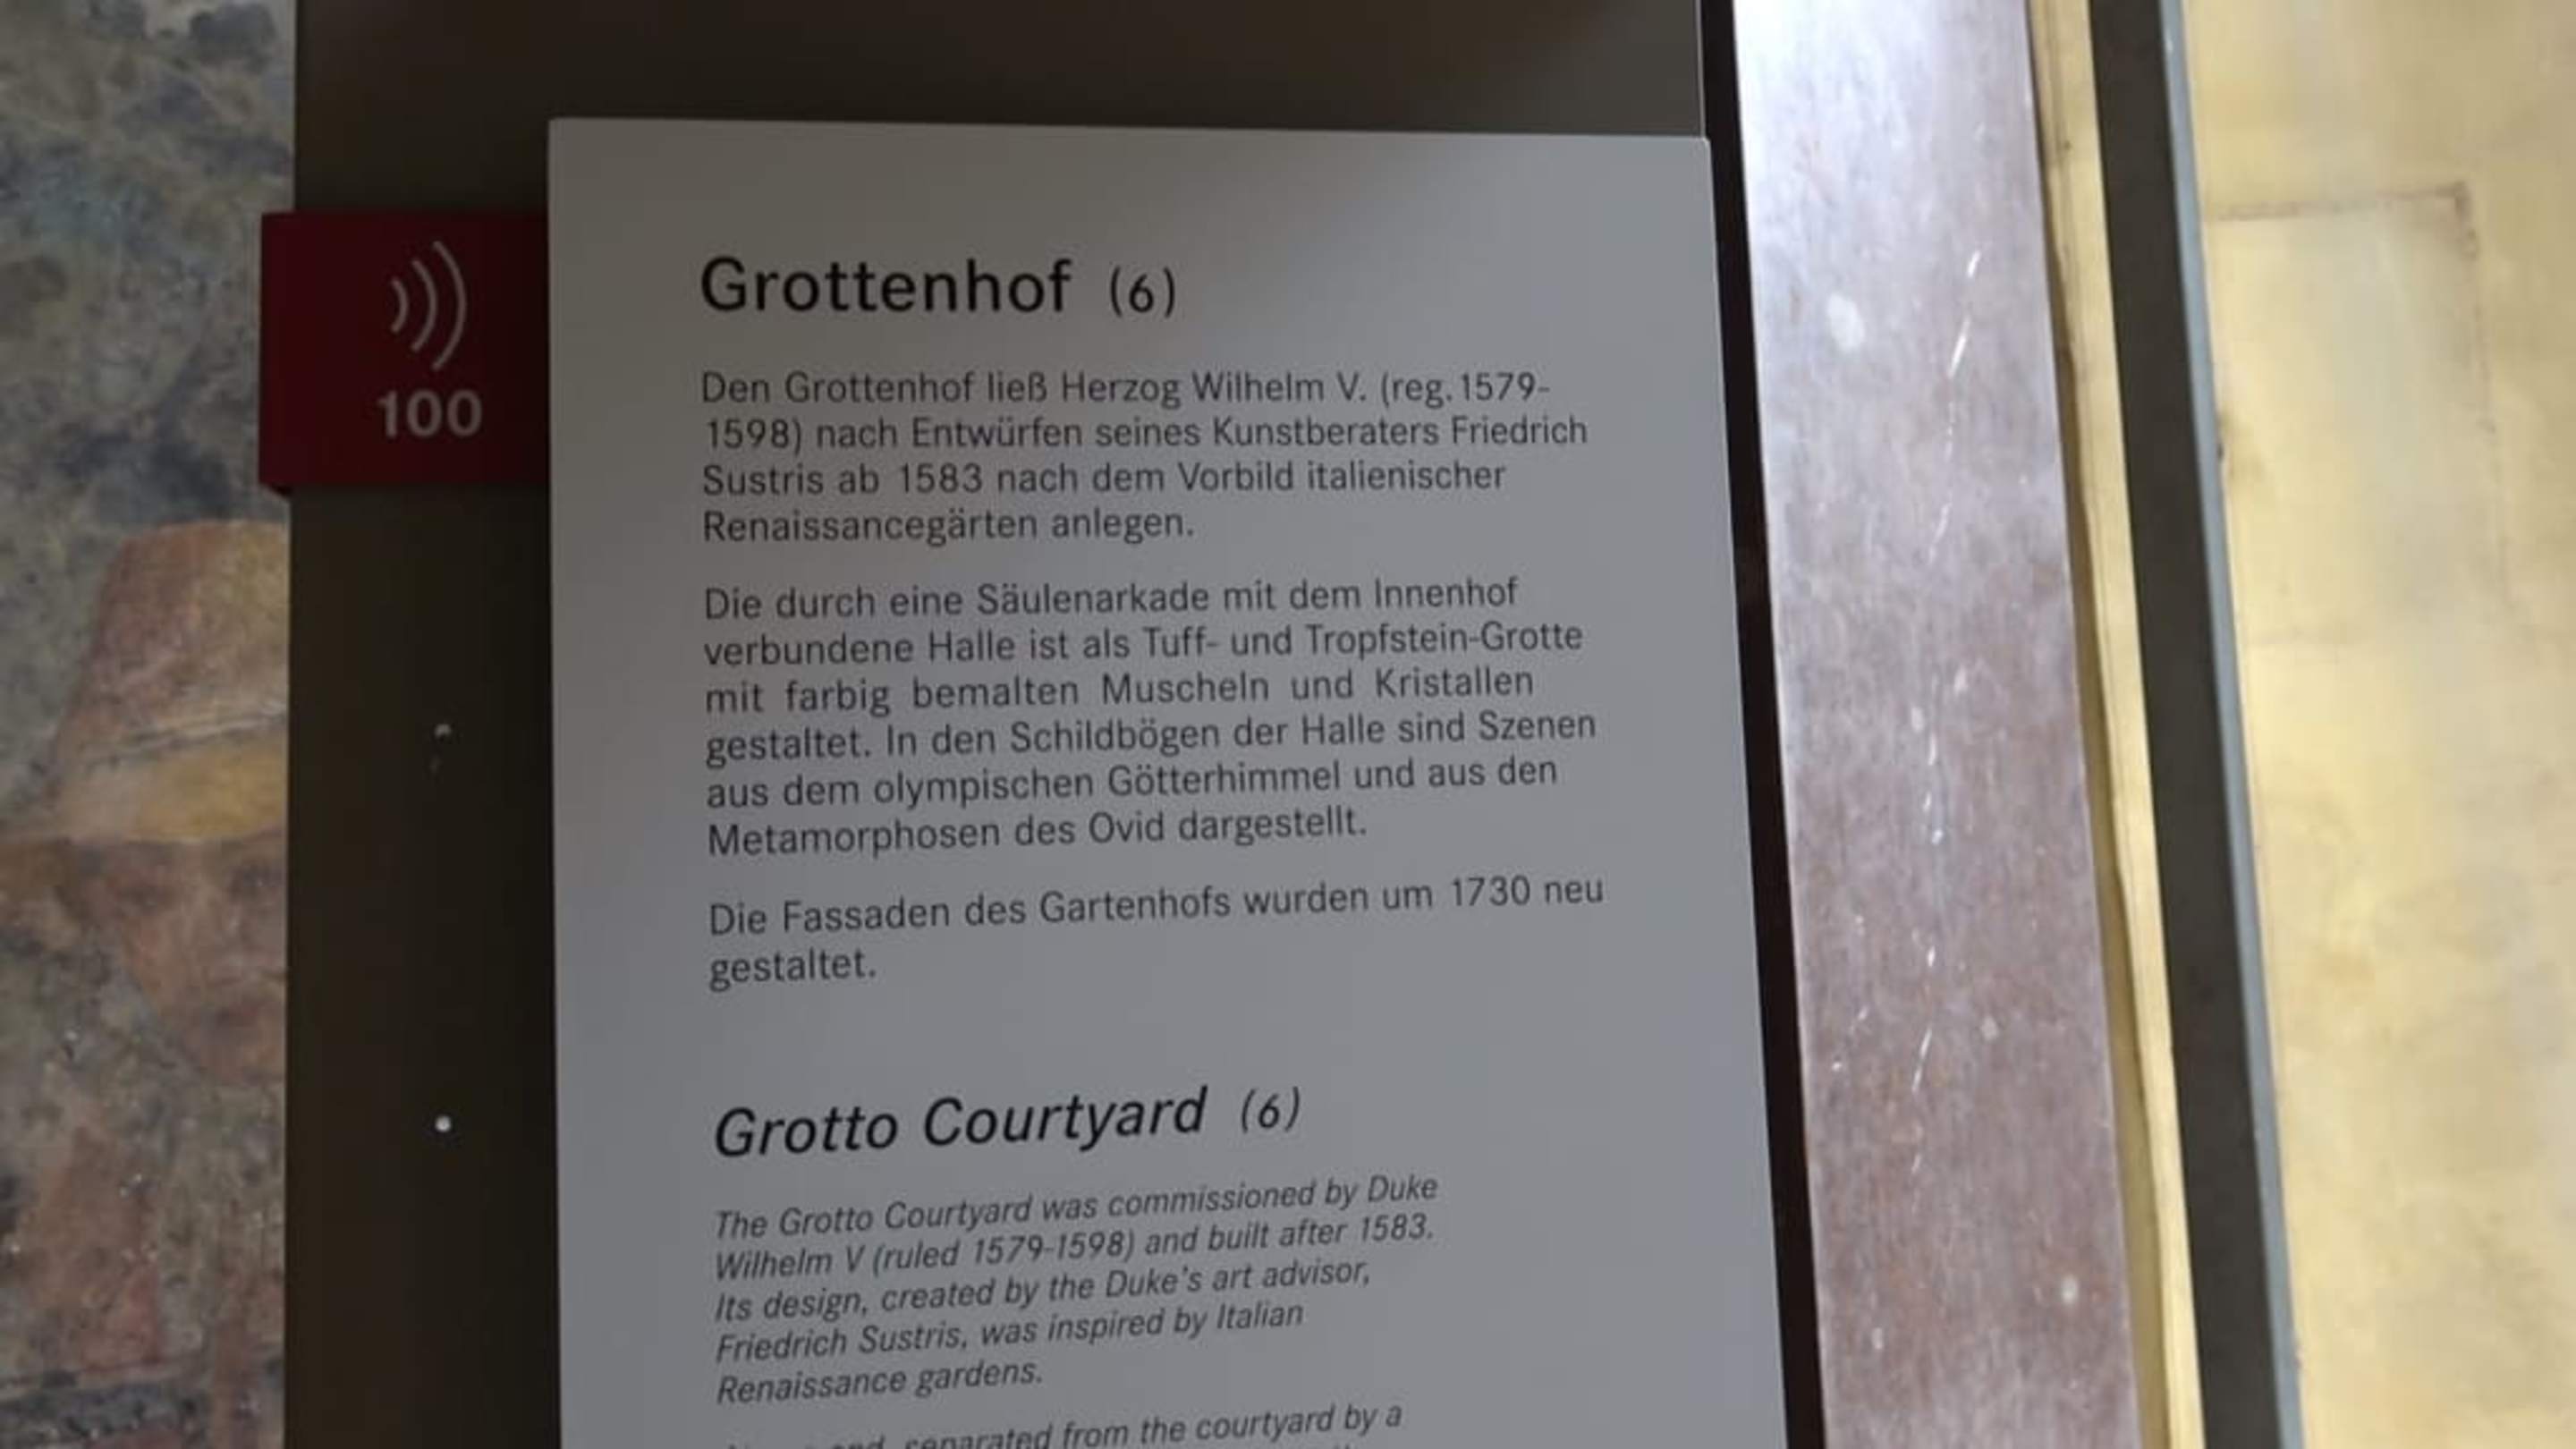 100
Grottenhof (6)
Den Grottenhof ließ Herzog Wilhelm V. (reg. 1579-
1598) nach Entwürfen seines Kunstberaters Friedrich
Sustris ab 1583 nach dem Vorbild italienischer
Renaissancegärten anlegen.
Die durch eine Säulenarkade mit dem Innenhof
verbundene Halle ist als Tuff- und Tropfstein-Grotte
mit farbig bemalten Muscheln und Kristallen
gestaltet. In den Schildbögen der Halle sind Szenen
aus dem olympischen Götterhimmel und aus den
Metamorphosen des Ovid dargestellt.
Die Fassaden des Gartenhofs wurden um 1730 neu
gestaltet.
Grotto Courtyard (6)
The Grotto Courtyard was commissioned by Duke
Wilhelm V (ruled 1579-1598) and built after 1583.
Its design, created by the Duke's art advisor,
Friedrich Sustris, was inspired by Italian
Renaissance gardens.
separated from the courtyard by a